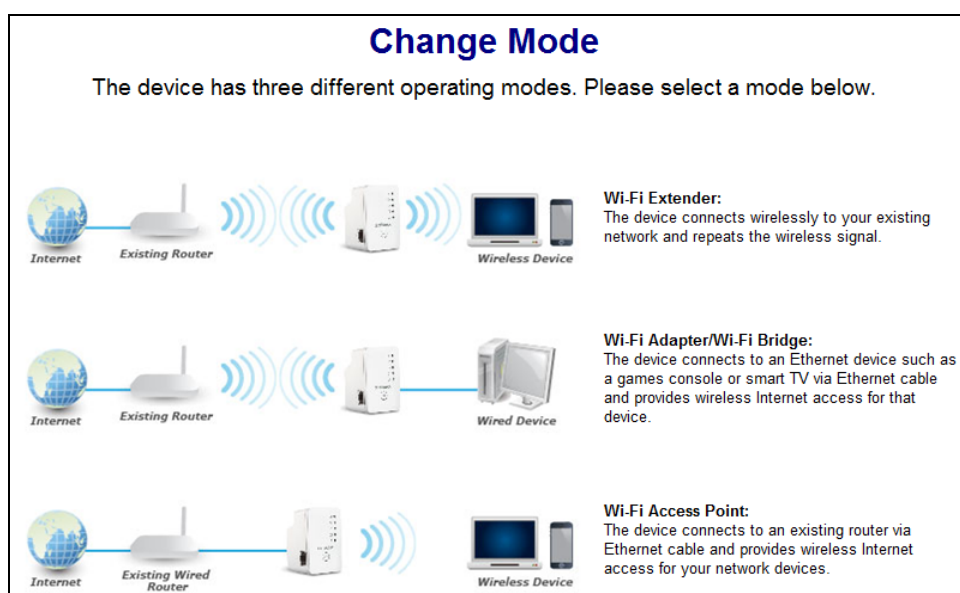 Change Mode
The device has three different operating modes. Please select a mode below.
Wi-Fi Extender:
The device connects wirelessly to your existing
network and repeats the wireless signal.
Internet
Existing Router
Wireless Device
Wi-Fi Adapter/Wi-Fi Bridge:
The device connects to an Ethernet device such as
a games console or smart TV via Ethernet cable
and provides wireless Internet access for that
device.
Internet
Existing Router
Wired Device
Wi-Fi Access Point:
The device connects to an existing router via
Ethernet cable and provides wireless Internet
access for your network devices.
Internet
Existing Wired
Router
Wireless Device